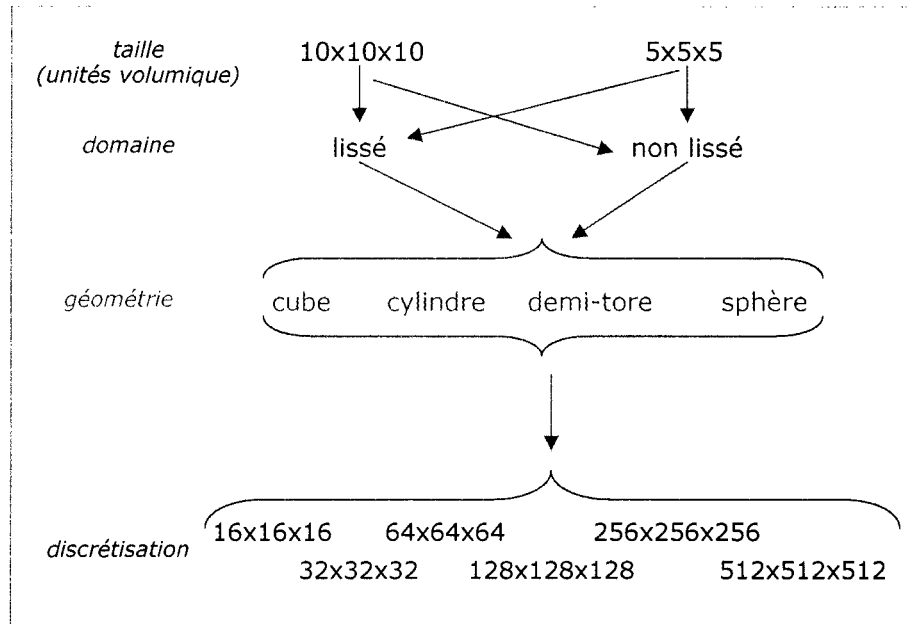 taille 10x10x10 5x5x5
(unités volumique)
domaine lissé non lissé
géométrie cube cylindre demi-tore sphère
16x16x16 64x64x64 256x256x256
discrétisation
32x32x32 128x128x128 512x512x512